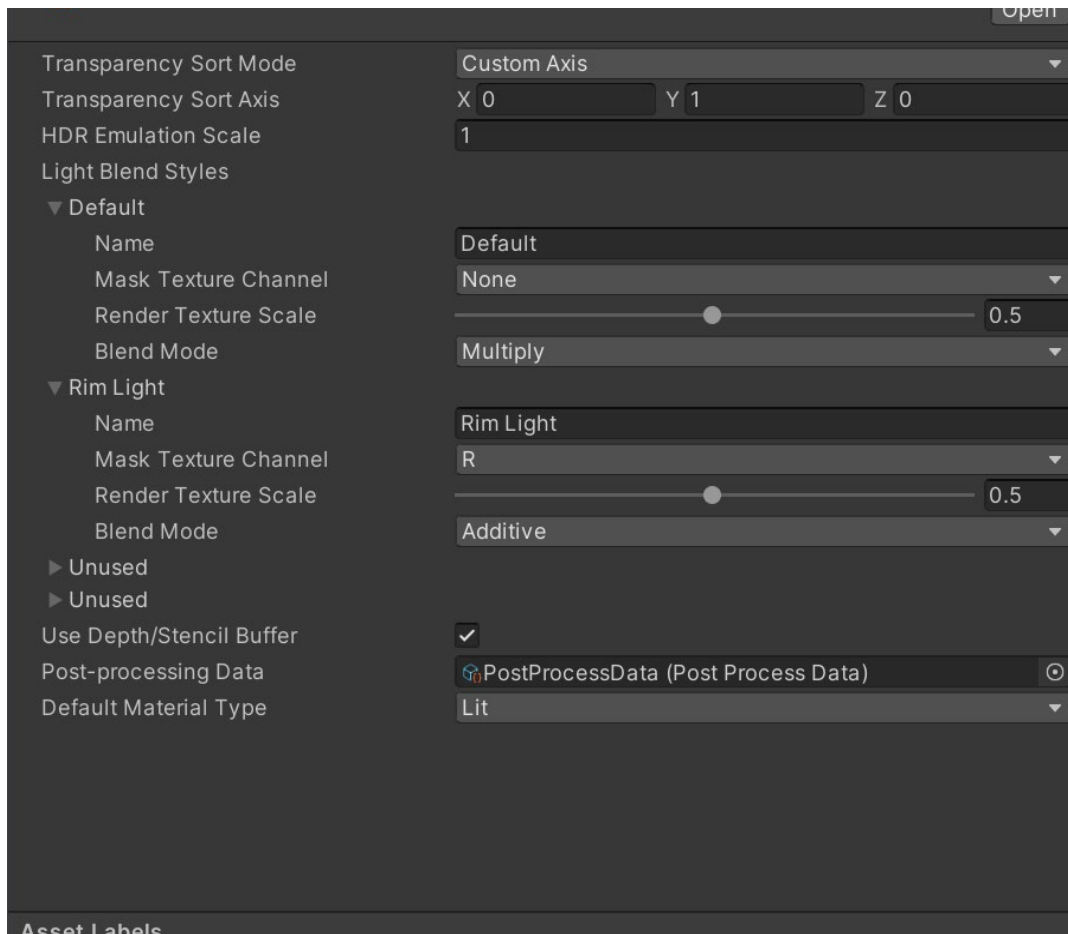 Open
Transparency Sort Mode Custom Axis
Transparency Sort Axis X 0 Y 1 Z 0
HDR Emulation Scale 1
Light Blend Styles
Default
Name Default
Mask Texture Channel None
Render Texture Scale 0.5
Blend Mode Multiply
Rim Light
Name Rim Light
Mask Texture Channel R
Render Texture Scale 0.5
Blend Mode Additive
Unused
Unused
Use Depth/Stencil Buffer
Post-processing Data PostProcessData (Post Process Data)
Default Material Type Lit
Asset Labels